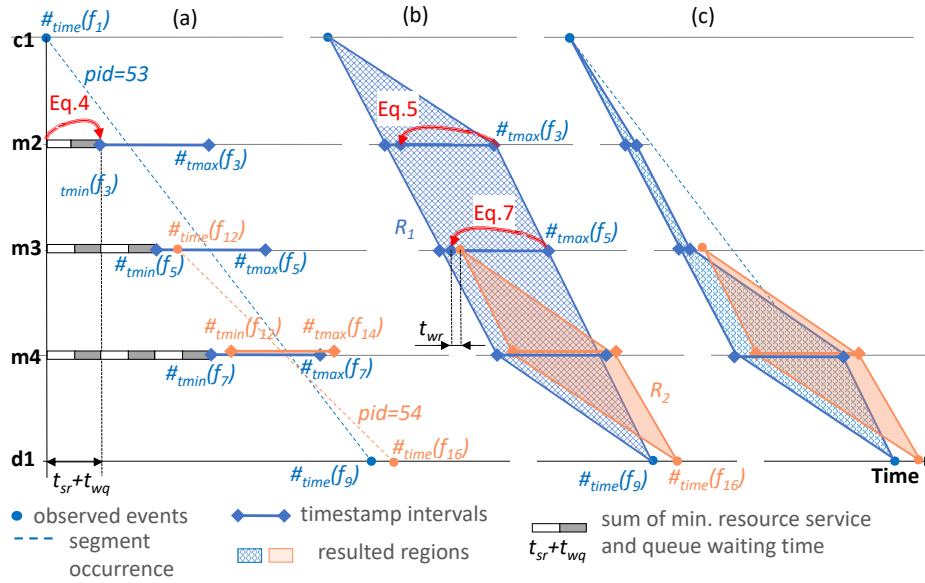 #time(f1) (a) (b) (c)
c1
pid=53
Eq.4 Eq.5
m2 #tmax(f3) #tmax(f3)
tmin(f3)
#time(f12) Eq.7
m3 R1 #tmax(f5)
#tmin(f5) #tmax(f5)
#tmin(f12) #tmax(f14) twr
m4
#tmin(f7) #tmax(f7)
R2
pid=54
#time(f16)
d1 Time
tsr+twq #time(f9) #time(f9) #time(f16)
observed events timestamp intervals sum of min. resource service
segment
occurrence resulted regions tsr+twq and queue waiting time